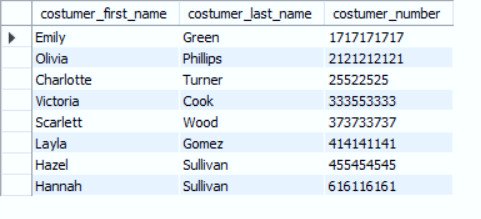 costumer_first_name costumer_last_name costumer_number
Emily Green 1717171717
Olivia Phillips 2121212121
Charlotte Turner 25522525
Victoria Cook 333553333
Scarlett Wood 373733737
Layla Gomez 414141141
Hazel Sullivan 455454545
Hannah Sullivan 616116161